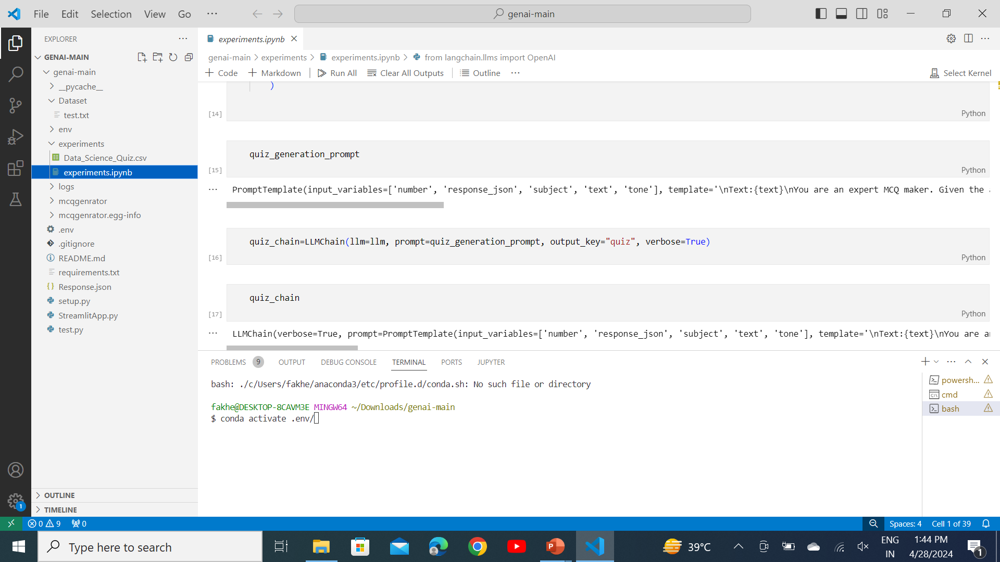 File Edit Selection View Go ··· genai-main
EXPLORER
GENAI-MAIN
genai-main
__pycache__
Dataset
test.txt
env
experiments
Data_Science_Quiz.csv
experiments.ipynb
logs
mcqgenrator
mcqgenrator.egg-info
.env
.gitignore
README.md
requirements.txt
Response.json
setup.py
StreamlitApp.py
test.py
OUTLINE
TIMELINE
experiments.ipynb
genai-main > experiments > experiments.ipynb > from langchain.llms import OpenAI
+ Code + Markdown Run All Clear All Outputs Outline ··· Select Kernel
)
[14] Python
quiz_generation_prompt
[15] Python
PromptTemplate(input_variables=['number', 'response_json', 'subject', 'text', 'tone'], template='\nText:{text}\nYou are an expert MCQ maker. Given the
quiz_chain=LLMChain(llm=llm, prompt=quiz_generation_prompt, output_key="quiz", verbose=True)
[16] Python
quiz_chain
[17] Python
LLMChain(verbose=True, prompt=PromptTemplate(input_variables=['number', 'response_json', 'subject', 'text', 'tone'], template='\nText:{text}\nYou are
PROBLEMS 9 OUTPUT DEBUG CONSOLE TERMINAL PORTS JUPYTER
bash: ./c/Users/fakhe/anaconda3/etc/profile.d/conda.sh: No such file or directory
fakhe@DESKTOP-8CAVM3E MINGW64 ~/Downloads/genai-main
$ conda activate .env/
powersh...
cmd
bash
1
0 9 0 Spaces: 4 Cell 1 of 39
Type here to search
39°C
ENG
IN
1:44 PM
4/28/2024
1